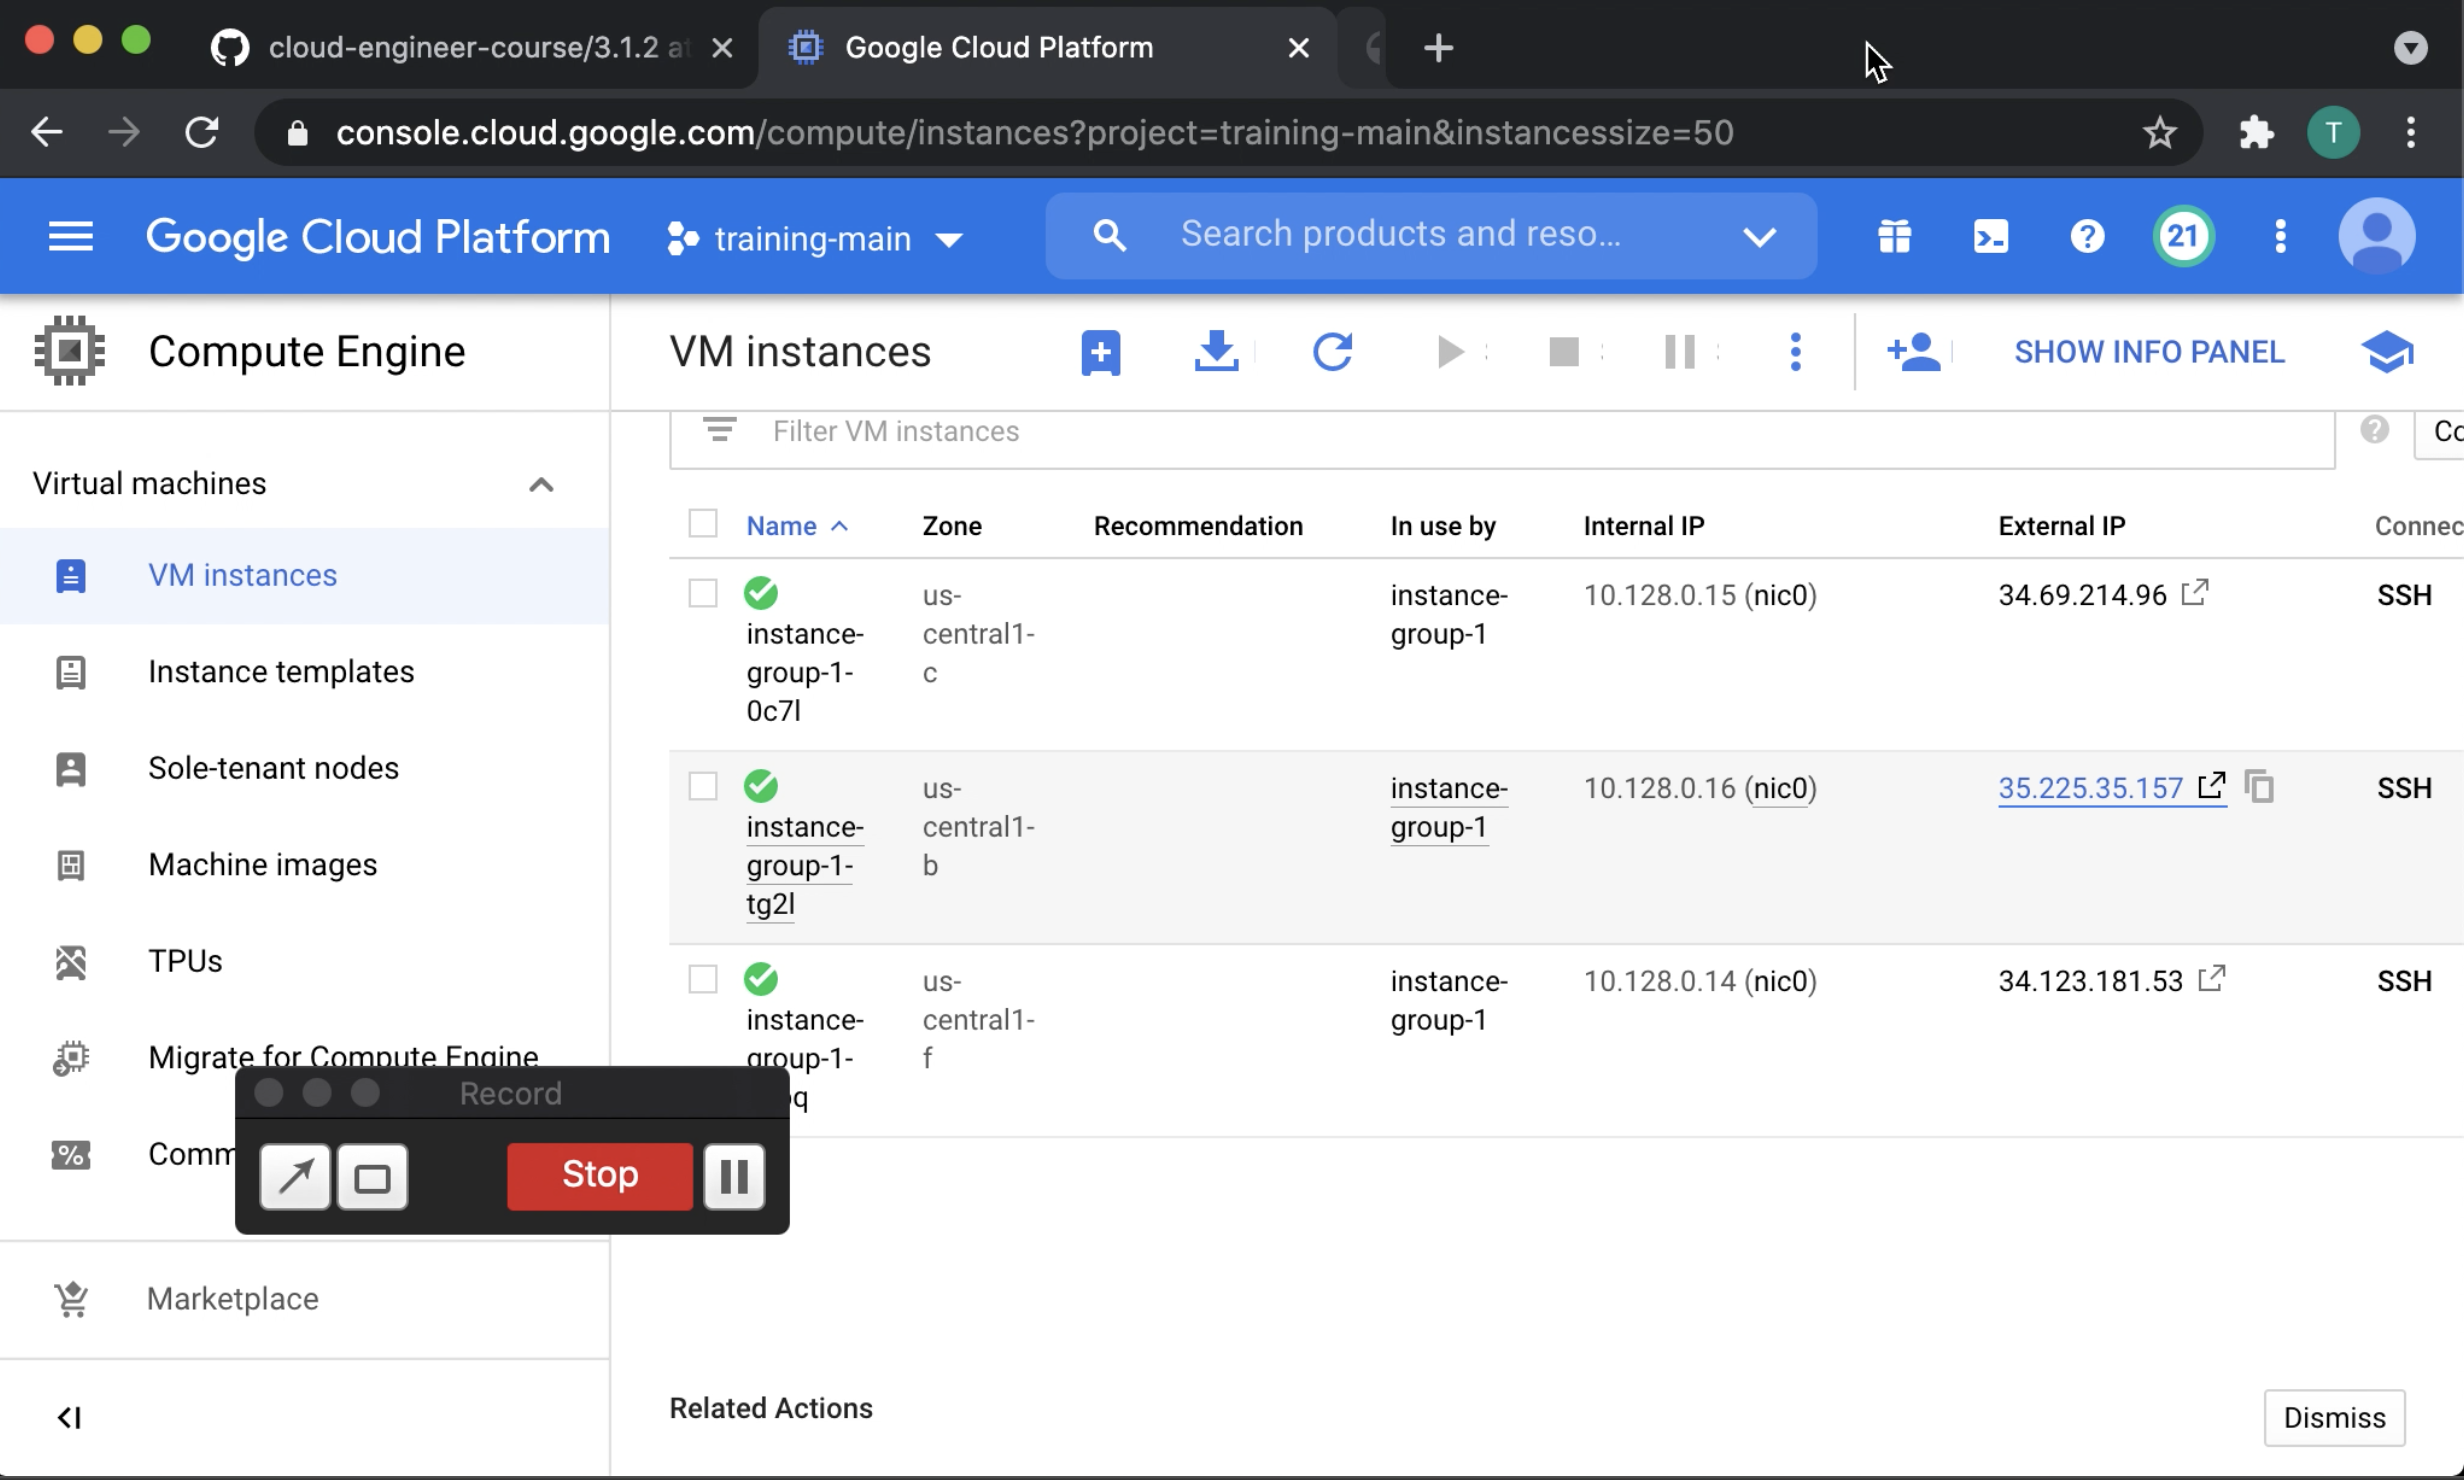 cloud-engineer-course/3.1.2 at
Google Cloud Platform
console.cloud.google.com/compute/instances?project=training-main&instancessize=50
T
Google Cloud Platform
training-main
Search products and reso...
21
Compute Engine
VM instances
SHOW INFO PANEL
Filter VM instances
Virtual machines
VM instances
Instance templates
Sole-tenant nodes
Machine images
TPUs
Migrate for Compute Engine
Comm
Marketplace
Name
Zone
Recommendation
In use by
Internal IP
External IP
Connec
instance-
group-1-
0c7l
us-
central1-
c
instance-
group-1
10.128.0.15 (nic0)
34.69.214.96
SSH
instance-
group-1-
tg2l
us-
central1-
b
instance-
group-1
10.128.0.16 (nic0)
35.225.35.157
SSH
instance-
group-1-
us-
central1-
f
instance-
group-1
10.128.0.14 (nic0)
34.123.181.53
SSH
Record
Stop
Related Actions
Dismiss